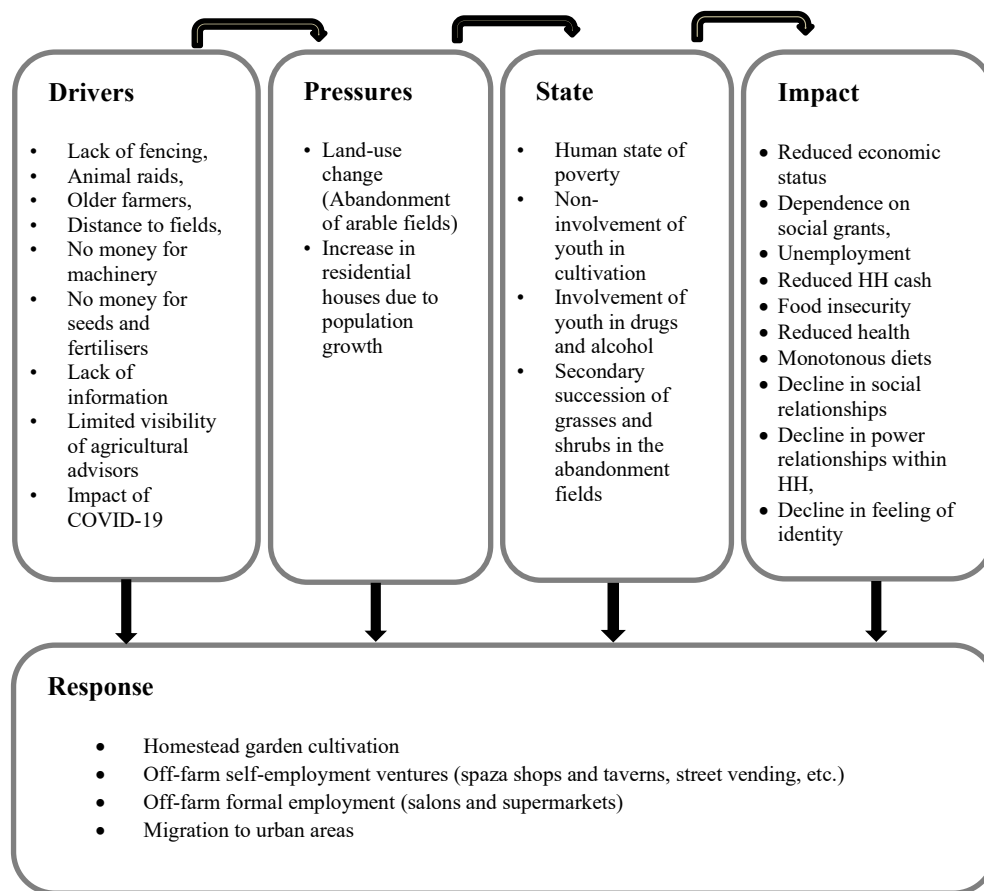 Drivers
• Lack of fencing,
• Animal raids,
• Older farmers,
• Distance to fields,
• No money for
machinery
• No money for
seeds and
fertilisers
• Lack of
information
• Limited visibility
of agricultural
advisors
• Impact of
COVID-19
Pressures
• Land-use
change
(Abandonment
of arable fields)
• Increase in
residential
houses due to
population
growth
State
• Human state of
poverty
• Non-
involvement of
youth in
cultivation
• Involvement of
youth in drugs
and alcohol
• Secondary
succession of
grasses and
shrubs in the
abandonment
fields
Impact
• Reduced economic
status
• Dependence on
social grants,
• Unemployment
• Reduced HH cash
• Food insecurity
• Reduced health
• Monotonous diets
• Decline in social
relationships
• Decline in power
relationships within
HH,
• Decline in feeling of
identity
Response
• Homestead garden cultivation
• Off-farm self-employment ventures (spaza shops and taverns, street vending, etc.)
• Off-farm formal employment (salons and supermarkets)
• Migration to urban areas